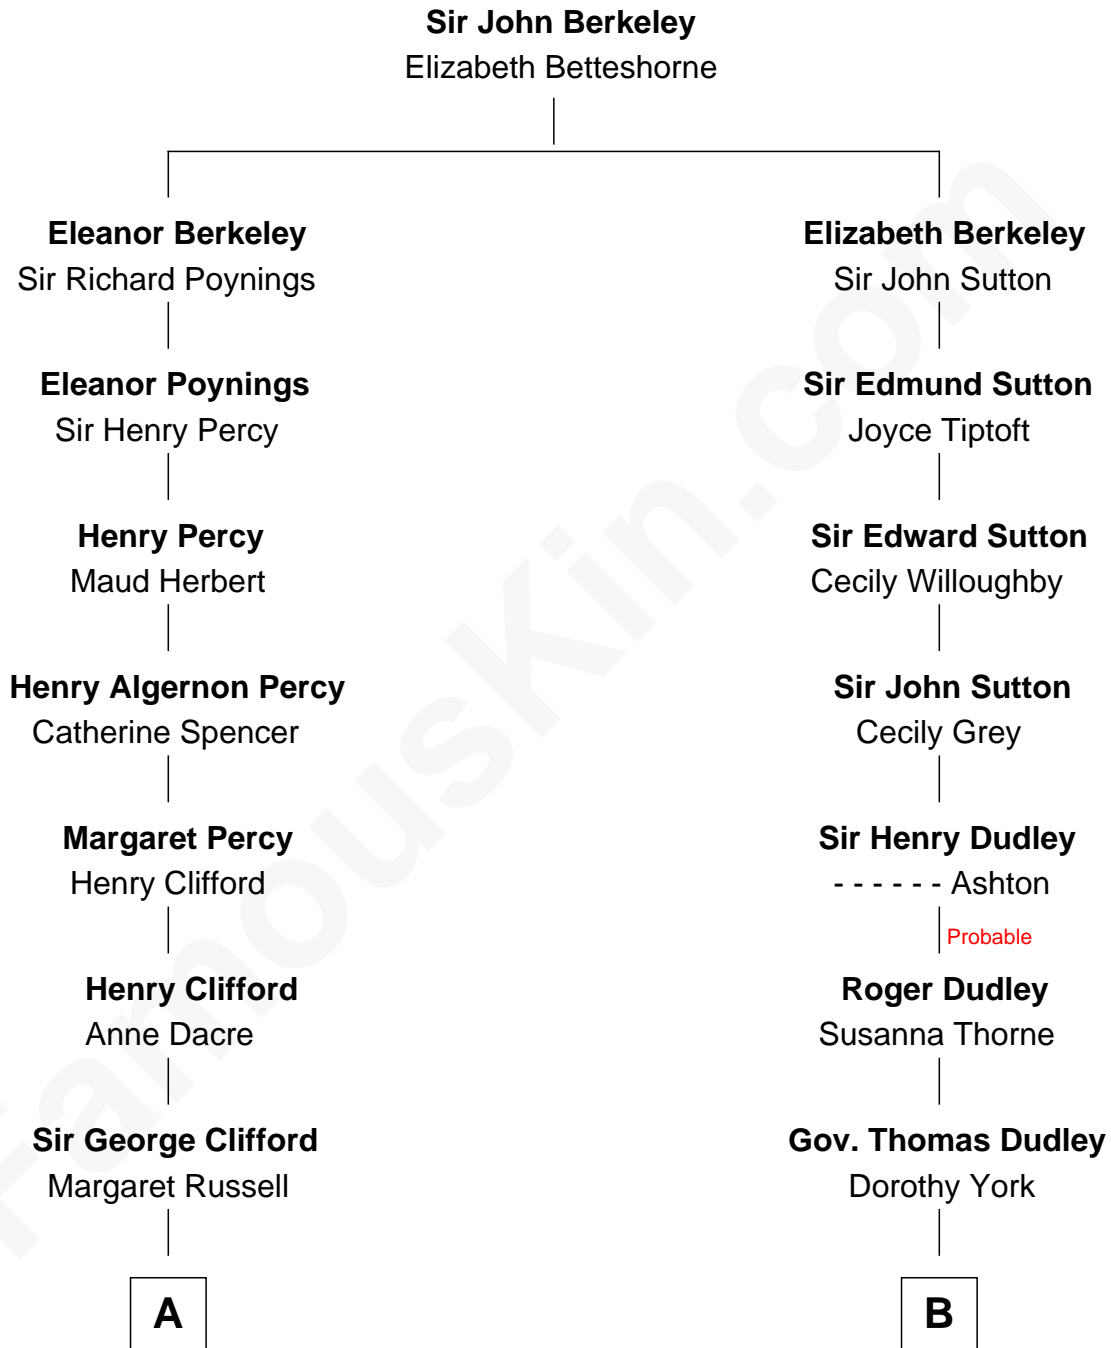 Sir John Berkeley
Elizabeth Betteshorne
Eleanor Berkeley
Sir Richard Poynings
Eleanor Poynings
Sir Henry Percy
Henry Percy
Maud Herbert
Henry Algernon Percy
Catherine Spencer
Margaret Percy
Henry Clifford
Henry Clifford
Anne Dacre
Sir George Clifford
Margaret Russell
A
Elizabeth Berkeley
Sir John Sutton
Sir Edmund Sutton
Joyce Tiptoft
Sir Edward Sutton
Cecily Willoughby
Sir John Sutton
Cecily Grey
Sir Henry Dudley
- - - - - - Ashton
Probable
Roger Dudley
Susanna Thorne
Gov. Thomas Dudley
Dorothy York
B
FamousKin.com